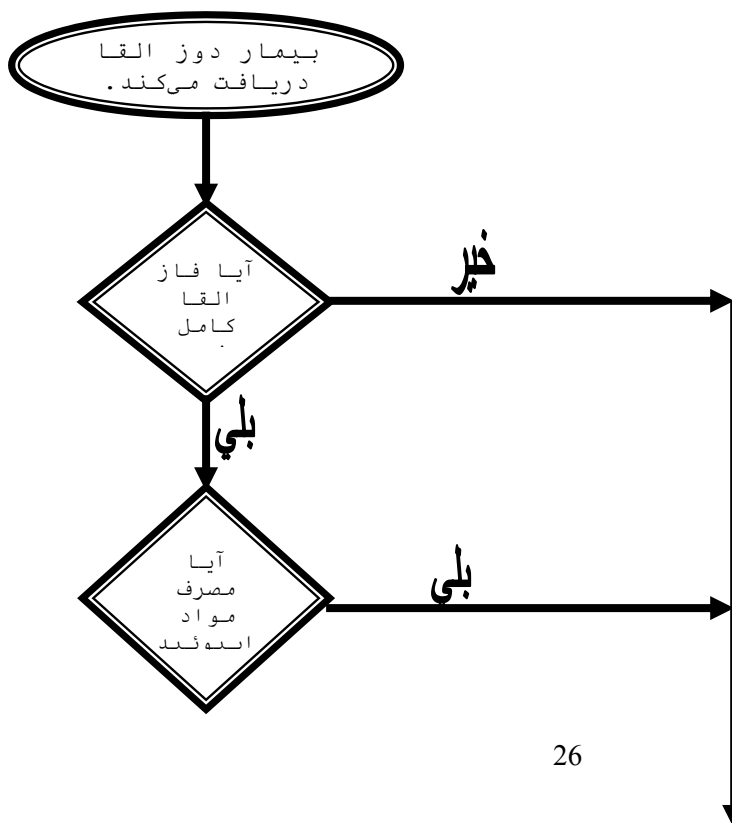 بیمار دوز القا
دریافت می‌کند.
آیا فاز
القا
کامل
خیر
بلي
آیا
مصرف
مواد
اپیوئید
بلي
26